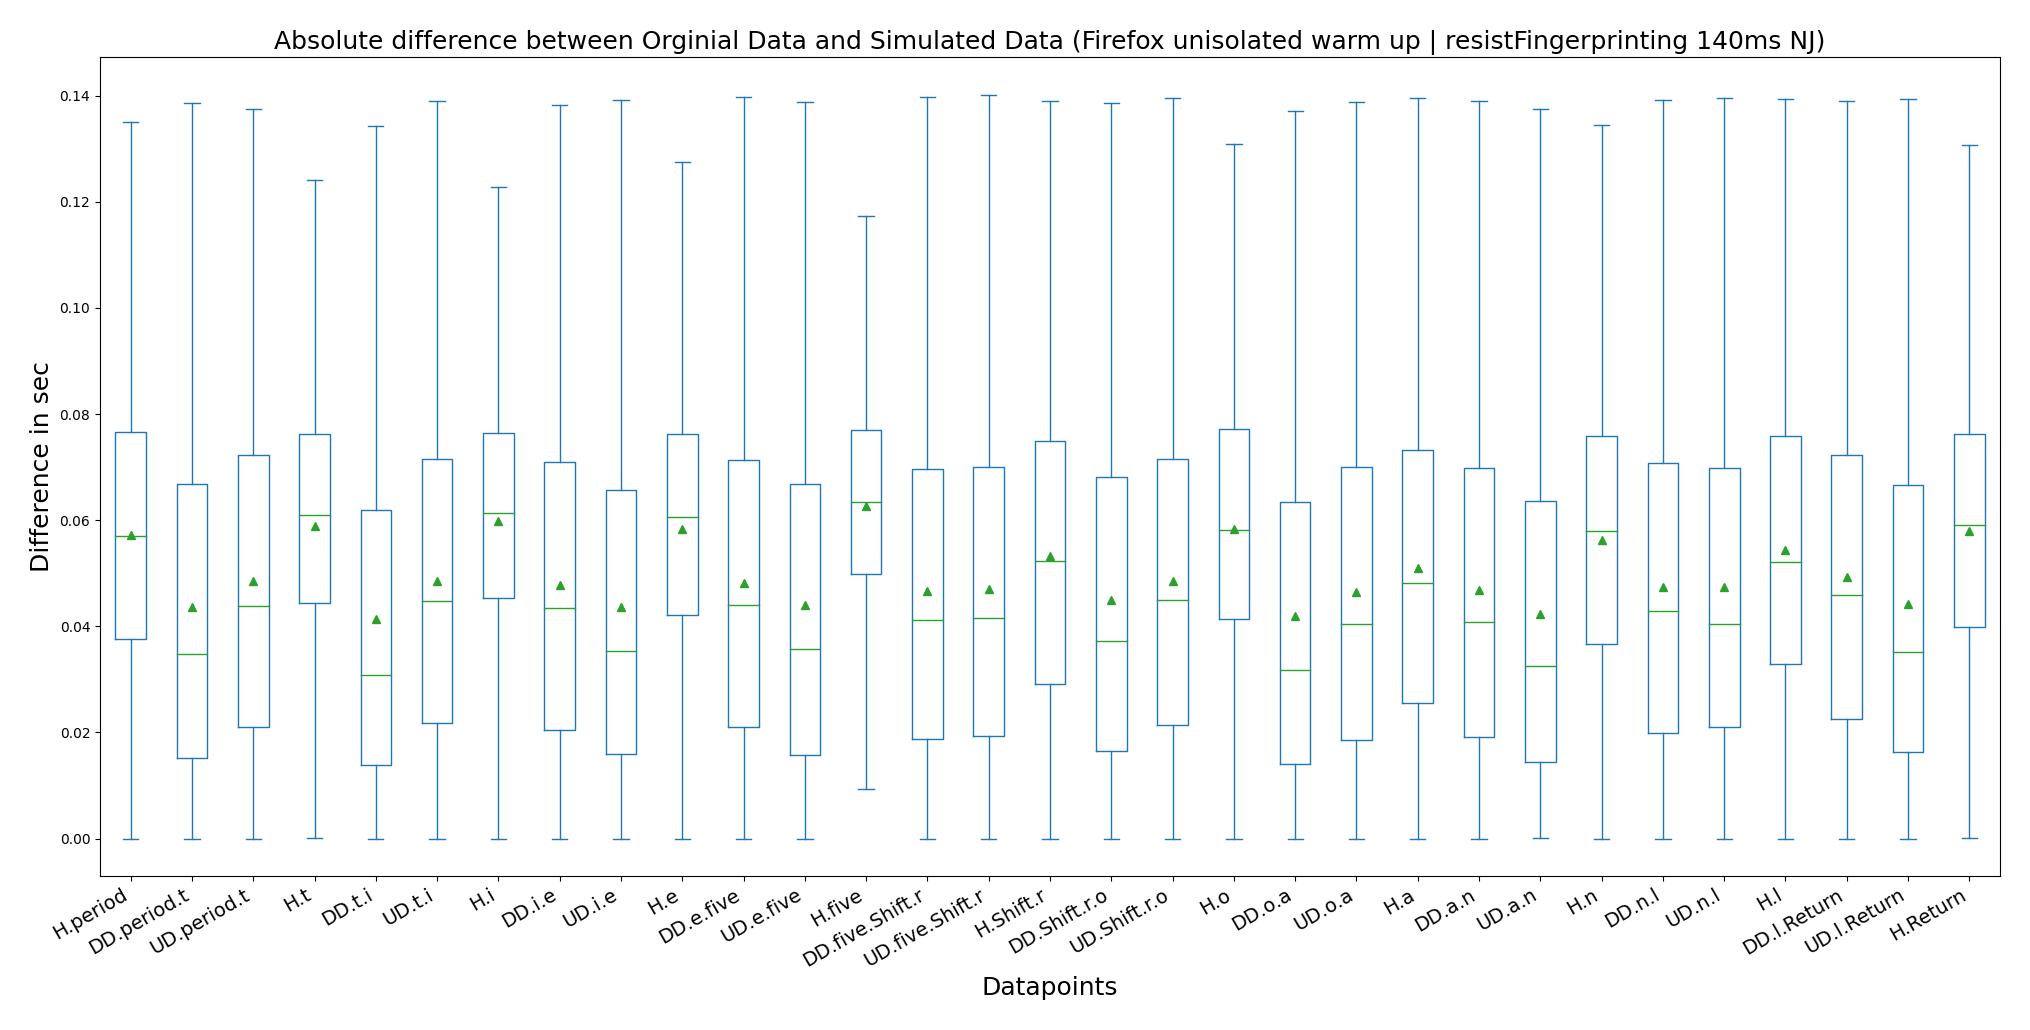 Absolute difference between Orginial Data and Simulated Data (Firefox unisolated warm up | resistFingerprinting 140ms NJ)
Difference in sec
0.14
0.12
0.10
0.08
0.06
0.04
0.02
0.00
H.period
DD.period.t
UD.period.t
H.t
DD.t.i
UD.t.i
H.i
DD.i.e
UD.i.e
H.e
DD.e.five
UD.e.five
H.five
DD.five.Shift.r
UD.five.Shift.r
H.Shift.r
DD.Shift.r.o
UD.Shift.r.o
H.o
DD.o.a
UD.o.a
H.a
DD.a.n
UD.a.n
H.n
DD.n.l
UD.n.l
H.l
DD.l.Return
UD.l.Return
H.Return
Datapoints